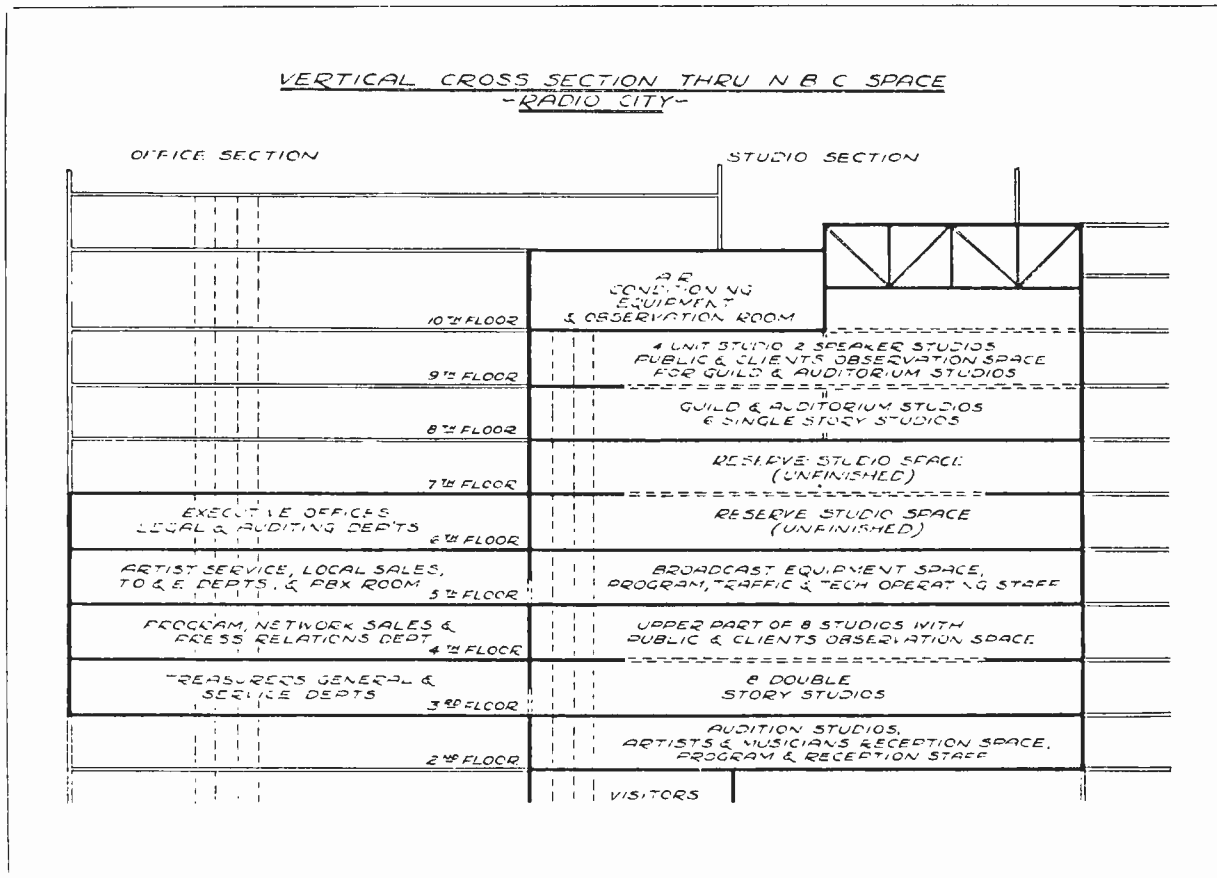 VERTICAL CROSS SECTION THRU N B C SPACE
-RADIO CITY-
OFFICE SECTION
STUDIO SECTION
AIR
CONDITIONING
EQUIPMENT
& OBSERVATION ROOM
10TH FLOOR
4 UNIT STUDIO 2 SPEAKER STUDIOS
PUBLIC & CLIENTS OBSERVATION SPACE
FOR GUILD & AUDITORIUM STUDIOS
9TH FLOOR
GUILD & AUDITORIUM STUDIOS
6 SINGLE STORY STUDIOS
8TH FLOOR
RESERVE STUDIO SPACE
(UNFINISHED)
7TH FLOOR
EXECUTIVE OFFICES
LEGAL & AUDITING DEPTS
6TH FLOOR
RESERVE STUDIO SPACE
(UNFINISHED)
ARTIST SERVICE, LOCAL SALES,
TO & E DEPTS, & PBX ROOM
5TH FLOOR
BROADCAST EQUIPMENT SPACE,
PROGRAM, TRAFFIC & TECH OPERATING STAFF
PROGRAM, NETWORK SALES &
PRESS RELATIONS DEPT
4TH FLOOR
UPPER PART OF 8 STUDIOS WITH
PUBLIC & CLIENTS OBSERVATION SPACE
TREASURERS GENERAL &
SERVICE DEPTS
3RD FLOOR
8 DOUBLE
STORY STUDIOS
AUDITION STUDIOS,
ARTISTS & MUSICIANS RECEPTION SPACE,
PROGRAM & RECEPTION STAFF
2ND FLOOR
VISITORS